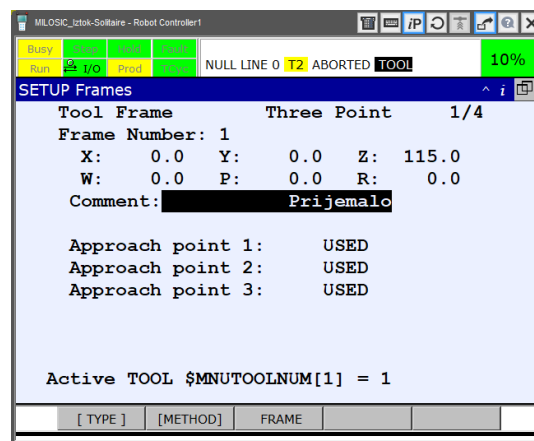 MILOSIC_Iztok-Solitaire - Robot Controller1
Busy Step Hold Fault
Run I/O Prod TCyc
NULL LINE 0 T2 ABORTED TOOL
10%
SETUP Frames
Tool Frame Three Point 1/4
Frame Number: 1
X: 0.0 Y: 0.0 Z: 115.0
W: 0.0 P: 0.0 R: 0.0
Comment: Prijemalo
Approach point 1: USED
Approach point 2: USED
Approach point 3: USED
Active TOOL $MNUTOOLNUM[1] = 1
[ TYPE ] [METHOD] FRAME